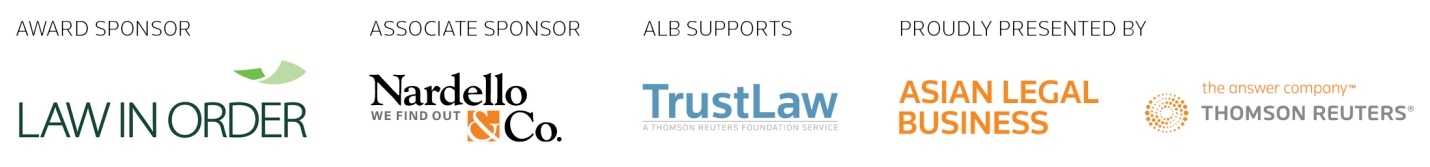 AWARD SPONSOR
LAW IN ORDER
ASSOCIATE SPONSOR
Nardello
WE FIND OUT
& Co.
ALB SUPPORTS
TrustLaw
A THOMSON REUTERS FOUNDATION SERVICE
PROUDLY PRESENTED BY
ASIAN LEGAL
BUSINESS
the answer company™
THOMSON REUTERS®